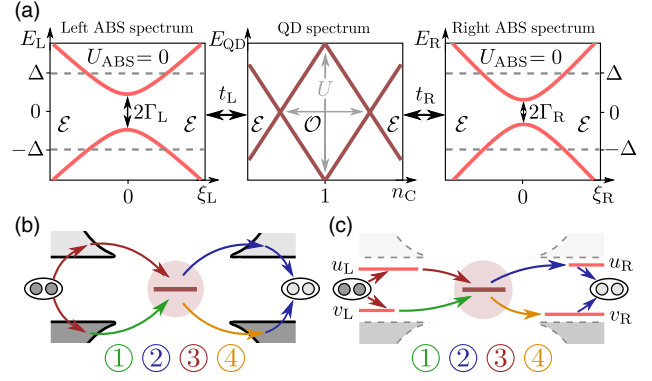 (a)
Left ABS spectrum
QD spectrum
Right ABS spectrum
E_L
E_QD
E_R
U_ABS = 0
U
U_ABS = 0
Δ
0
−Δ
2Γ_L
ℰ
ℰ
t_L
ℰ
𝒪
ℰ
t_R
ℰ
ℰ
2Γ_R
Δ
0
−Δ
0
ξ_L
1
n_C
0
ξ_R
(b)
1 2 3 4
(c)
u_L
v_L
u_R
v_R
1 2 3 4